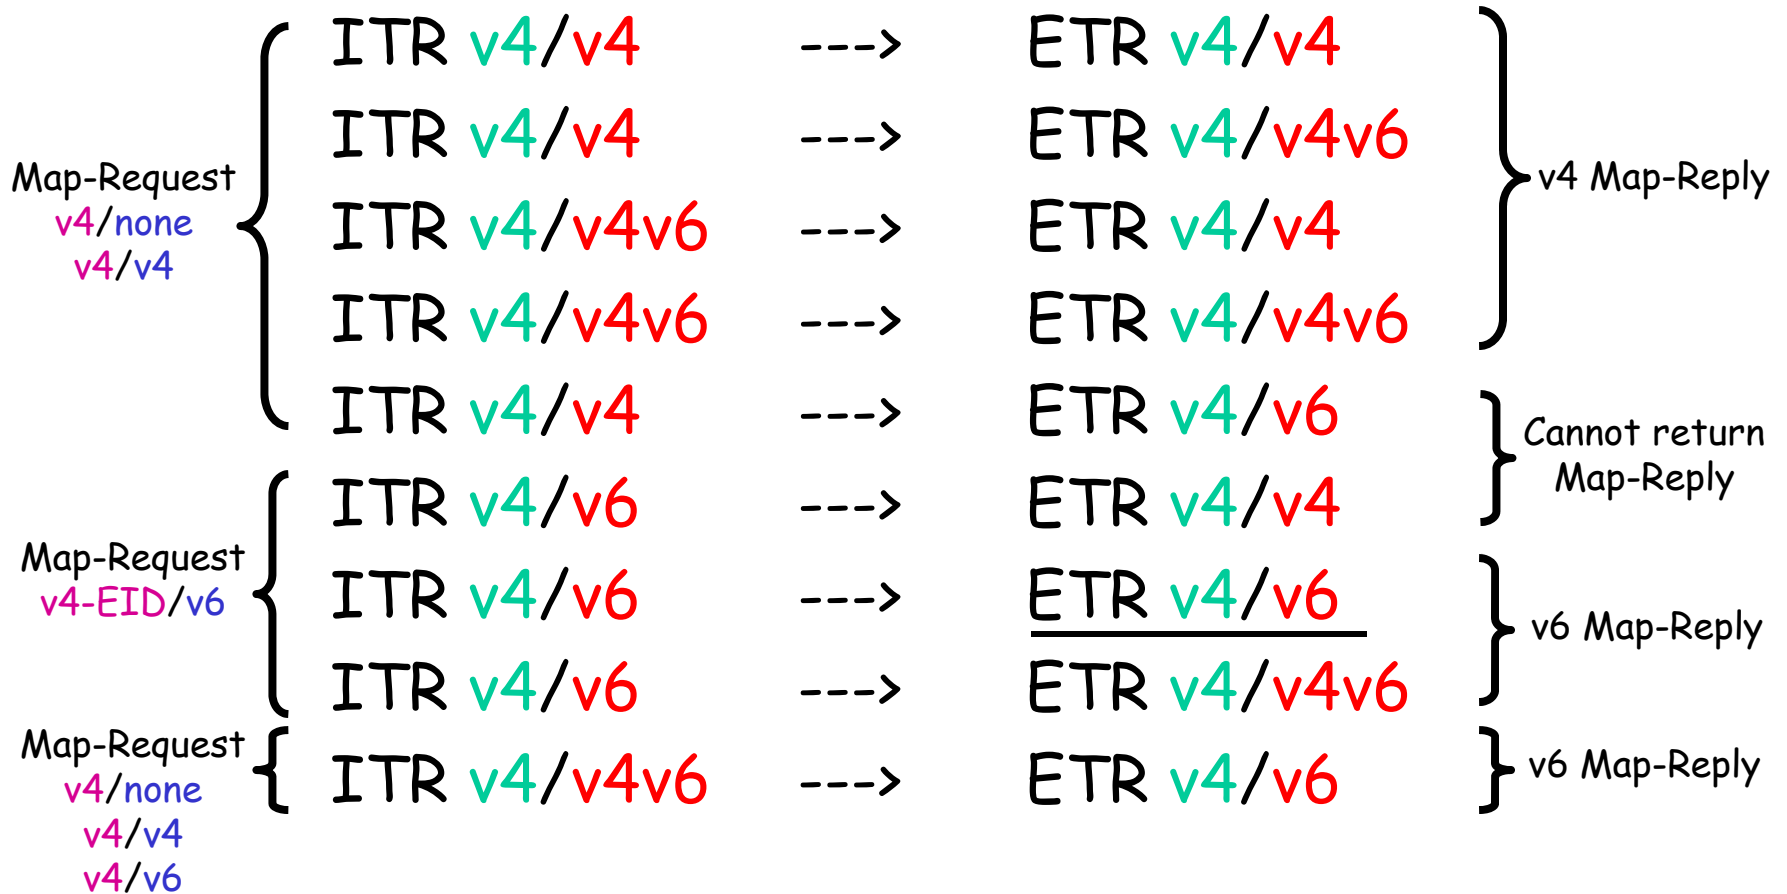 ITR v4/v4 ---> ETR v4/v4
ITR v4/v4 ---> ETR v4/v4v6
Map-Request
v4/none
v4/v4
v4 Map-Reply
ITR v4/v4v6 ---> ETR v4/v4
ITR v4/v4v6 ---> ETR v4/v4v6
ITR v4/v4 ---> ETR v4/v6
Cannot return
Map-Reply
ITR v4/v6 ---> ETR v4/v4
Map-Request
v4-EID/v6
ITR v4/v6 ---> ETR v4/v6
v6 Map-Reply
ITR v4/v6 ---> ETR v4/v4v6
Map-Request
v4/none
v4/v4
v4/v6
ITR v4/v4v6 ---> ETR v4/v6
v6 Map-Reply